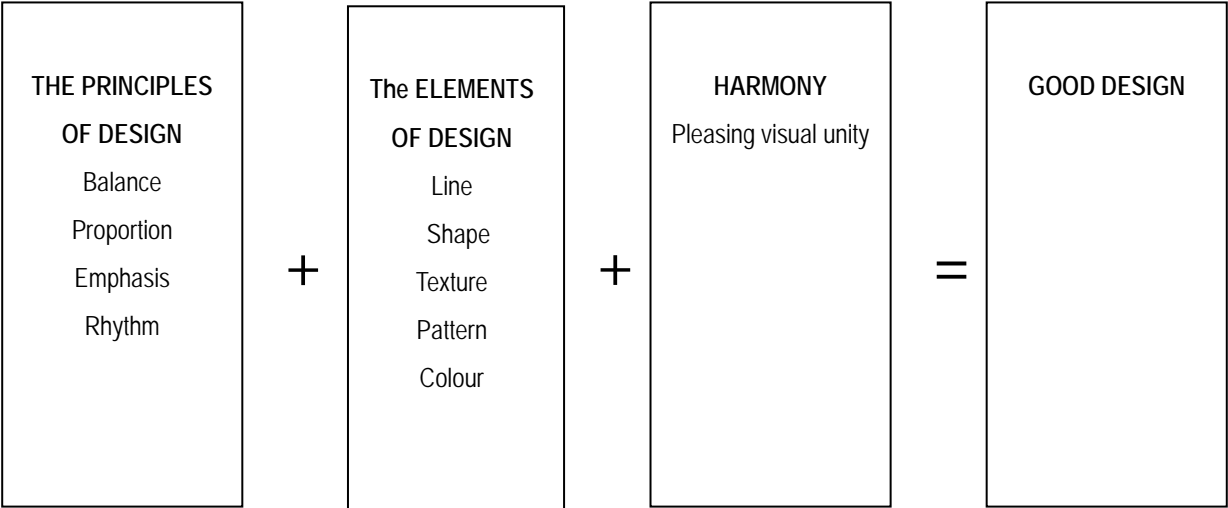 THE PRINCIPLES
OF DESIGN
Balance
Proportion
Emphasis
Rhythm
+
The ELEMENTS
OF DESIGN
Line
Shape
Texture
Pattern
Colour
+
HARMONY
Pleasing visual unity
=
GOOD DESIGN